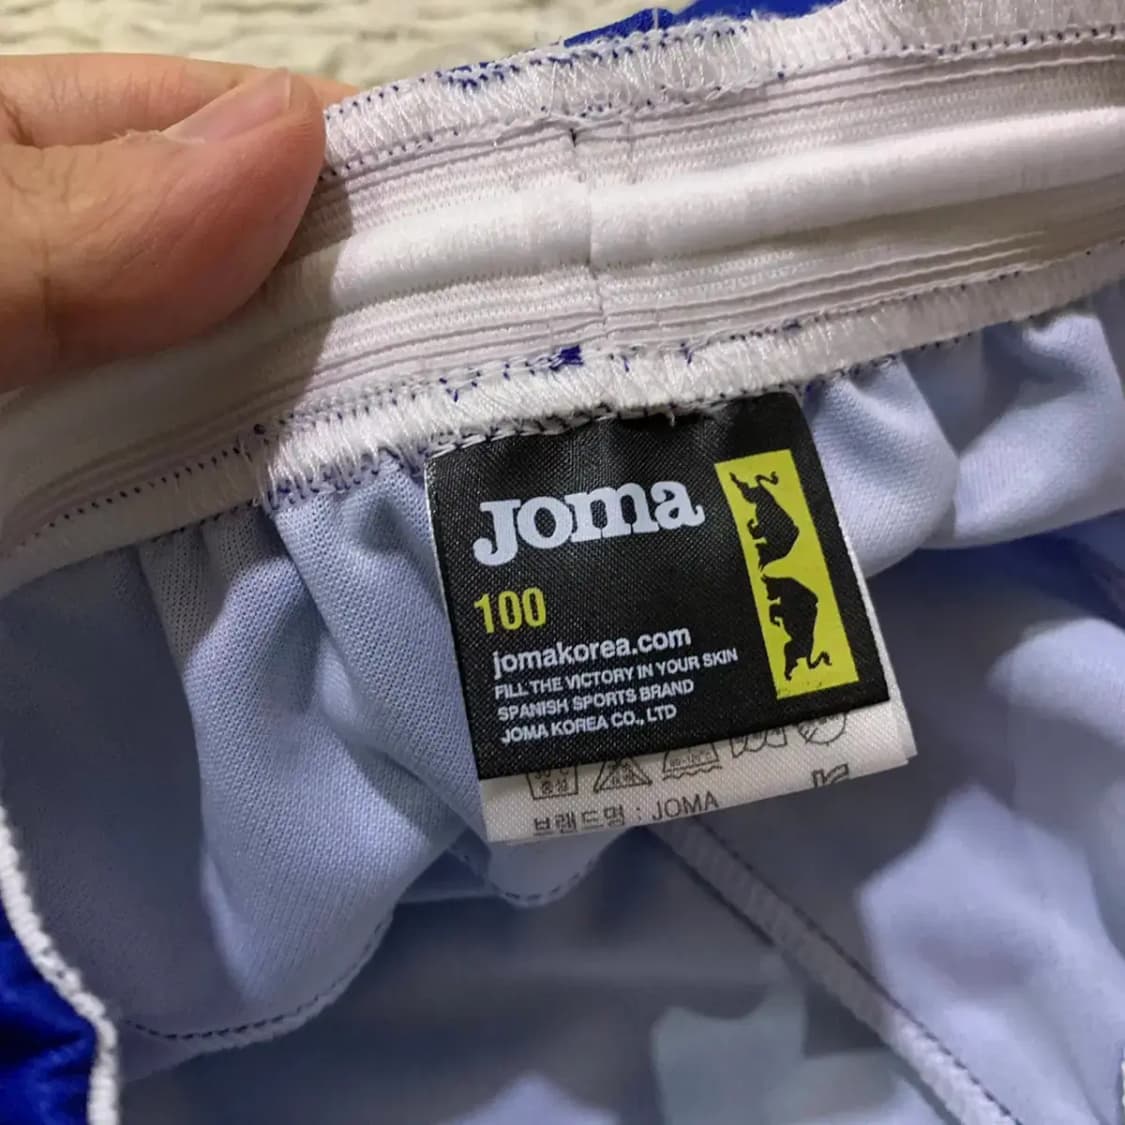 Joma
100
jomakorea.com
FILL THE VICTORY IN YOUR SKIN
SPANISH SPORTS BRAND
JOMA KOREA CO., LTD
브랜드명 : JOMA